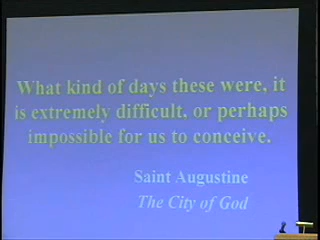 What kind of days these were, it
is extremely difficult, or perhaps
impossible for us to conceive.
Saint Augustine
The City of God